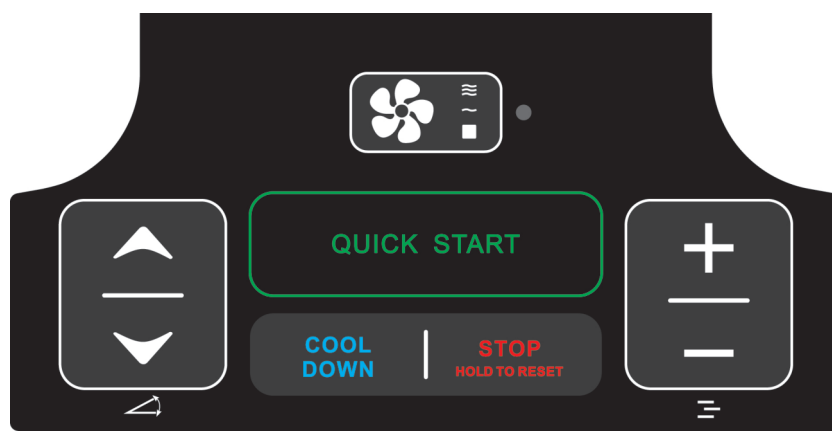 QUICK START
COOL
DOWN
STOP
HOLD TO RESET